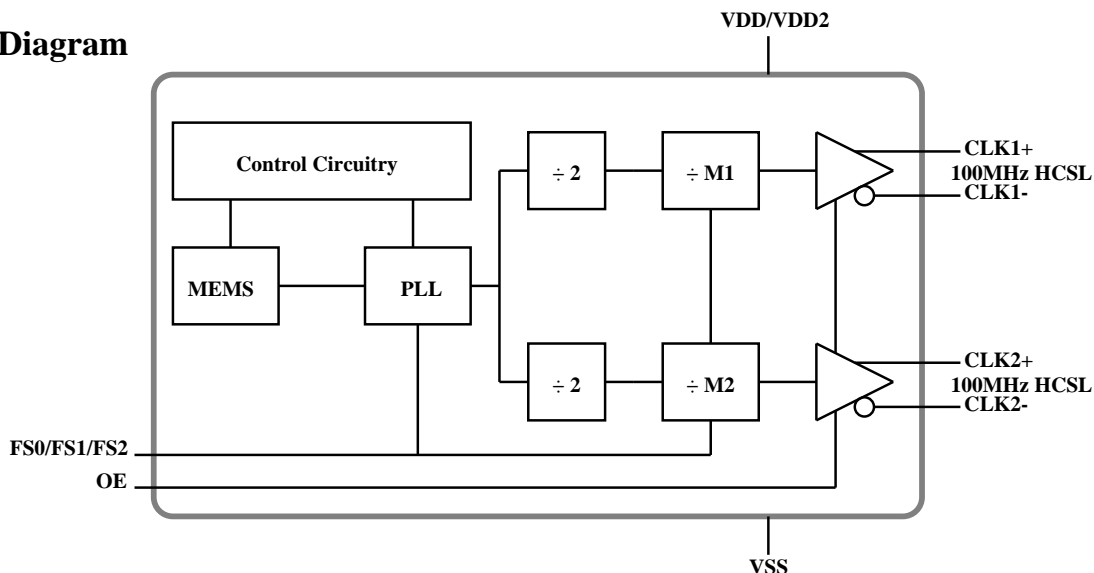 Diagram
VDD/VDD2
Control Circuitry
÷ 2
÷ M1
CLK1+
100MHz HCSL
CLK1-
MEMS
PLL
÷ 2
÷ M2
CLK2+
100MHz HCSL
CLK2-
FS0/FS1/FS2
OE
VSS